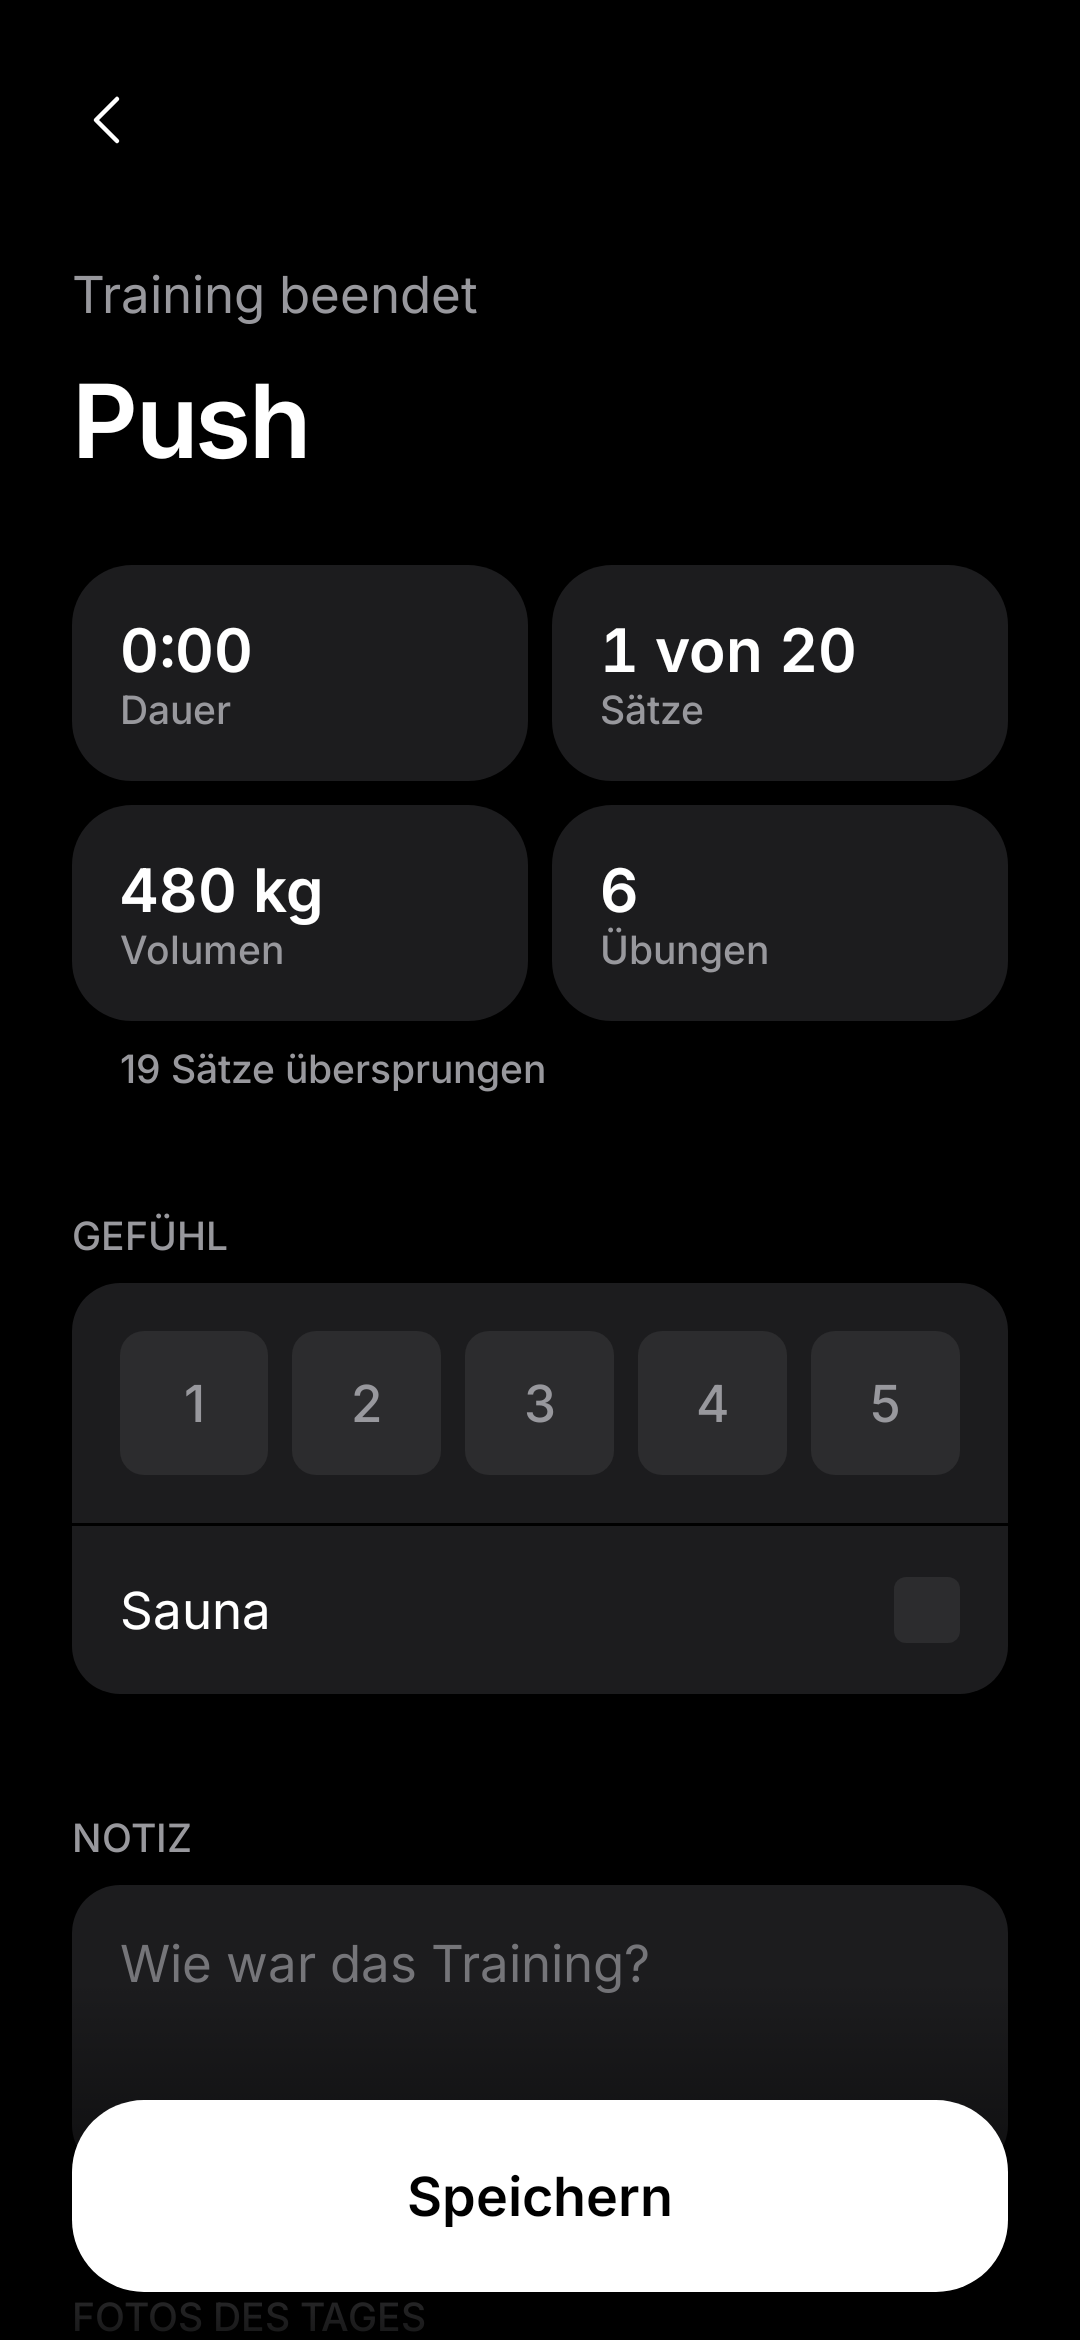 Training beendet
Push
0:00
Dauer
1 von 20
Sätze
480 kg
Volumen
6
Übungen
19 Sätze übersprungen
GEFÜHL
1 2 3 4 5
Sauna
NOTIZ
Wie war das Training?
Speichern
FOTOS DES TAGES